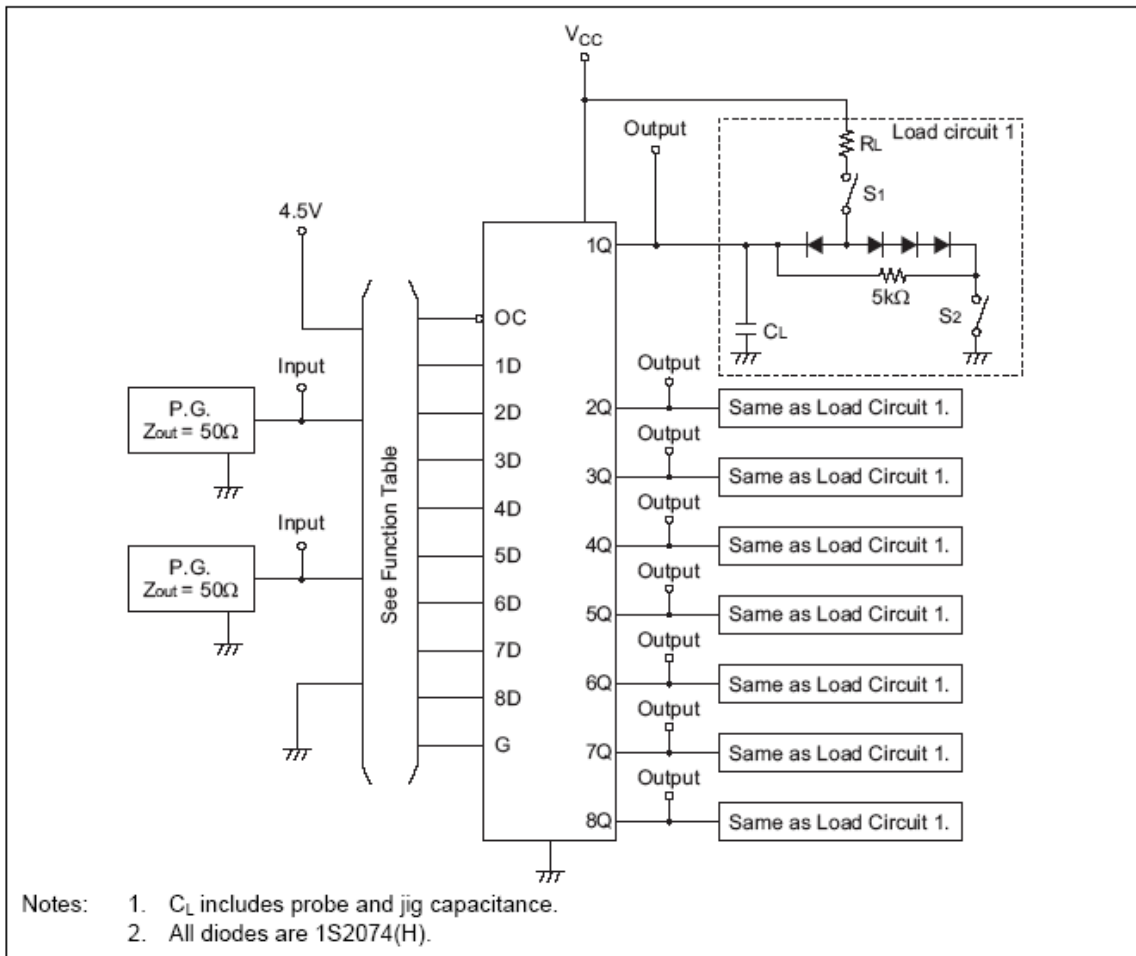 VCC
Output
Load circuit 1
RL
S1
4.5V
1Q
5kΩ
S2
CL
OC
Input
1D
Output
P.G.
Zout = 50Ω
2D
2Q
Same as Load Circuit 1.
Output
3D
3Q
Same as Load Circuit 1.
See Function Table
4D
Output
Input
4Q
Same as Load Circuit 1.
5D
P.G.
Zout = 50Ω
Output
6D
5Q
Same as Load Circuit 1.
7D
Output
6Q
Same as Load Circuit 1.
8D
Output
G
7Q
Same as Load Circuit 1.
Output
8Q
Same as Load Circuit 1.
Notes: 1. CL includes probe and jig capacitance.
2. All diodes are 1S2074(H).